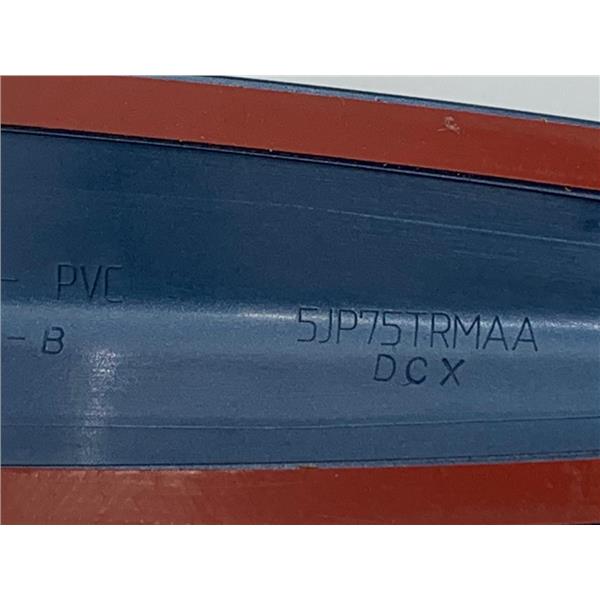 - PVC
- B
5JP75TRMAA
DCX